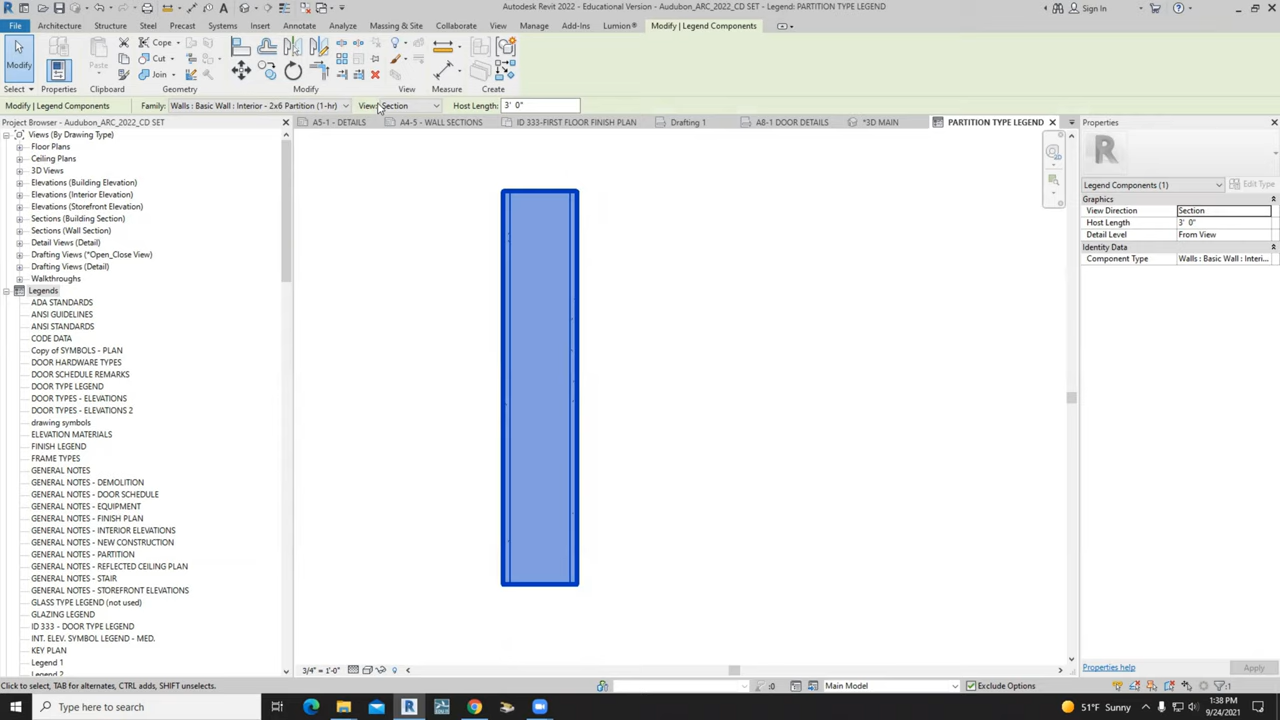 Autodesk Revit 2022 - Educational Version - Audubon_ARC_2022_CD SET - Legend: PARTITION TYPE LEGEND
Sign In
File Architecture Structure Steel Precast Systems Insert Annotate Analyze Massing & Site Collaborate View Manage Add-Ins Lumion® Modify | Legend Components
Modify Paste Cope
Cut
Join
Select Properties Clipboard Geometry Modify View Measure Create
Modify | Legend Components Family: Walls : Basic Wall : Interior - 2x6 Partition (1-hr) View: Section Host Length: 3' 0"
Project Browser - Audubon_ARC_2022_CD SET A5-1 - DETAILS A4-5 - WALL SECTIONS ID 333-FIRST FLOOR FINISH PLAN Drafting 1 A8-1 DOOR DETAILS *3D MAIN PARTITION TYPE LEGEND Properties
Views (By Drawing Type)
Floor Plans
Ceiling Plans
3D Views
Elevations (Building Elevation)
Elevations (Interior Elevation)
Elevations (Storefront Elevation)
Sections (Building Section)
Sections (Wall Section)
Detail Views (Detail)
Drafting Views (*Open_Close View)
Drafting Views (Detail)
Walkthroughs
Legends
ADA STANDARDS
ANSI GUIDELINES
ANSI STANDARDS
CODE DATA
Copy of SYMBOLS - PLAN
DOOR HARDWARE TYPES
DOOR SCHEDULE REMARKS
DOOR TYPE LEGEND
DOOR TYPES - ELEVATIONS
DOOR TYPES - ELEVATIONS 2
drawing symbols
ELEVATION MATERIALS
FINISH LEGEND
FRAME TYPES
GENERAL NOTES
GENERAL NOTES - DEMOLITION
GENERAL NOTES - DOOR SCHEDULE
GENERAL NOTES - EQUIPMENT
GENERAL NOTES - FINISH PLAN
GENERAL NOTES - INTERIOR ELEVATIONS
GENERAL NOTES - NEW CONSTRUCTION
GENERAL NOTES - PARTITION
GENERAL NOTES - REFLECTED CEILING PLAN
GENERAL NOTES - STAIR
GENERAL NOTES - STOREFRONT ELEVATIONS
GLASS TYPE LEGEND (not used)
GLAZING LEGEND
ID 333 - DOOR TYPE LEGEND
INT. ELEV. SYMBOL LEGEND - MED.
KEY PLAN
Legend 1
Legend 2
Legend Components (1) Edit Type
Graphics
View Direction Section
Host Length 3' 0"
Detail Level From View
Identity Data
Component Type Walls : Basic Wall : Interi...
Properties help Apply
3/4" = 1'-0"
Click to select, TAB for alternates, CTRL adds, SHIFT unselects. :0 Main Model Exclude Options :1
Type here to search 51°F Sunny 1:38 PM
9/24/2021